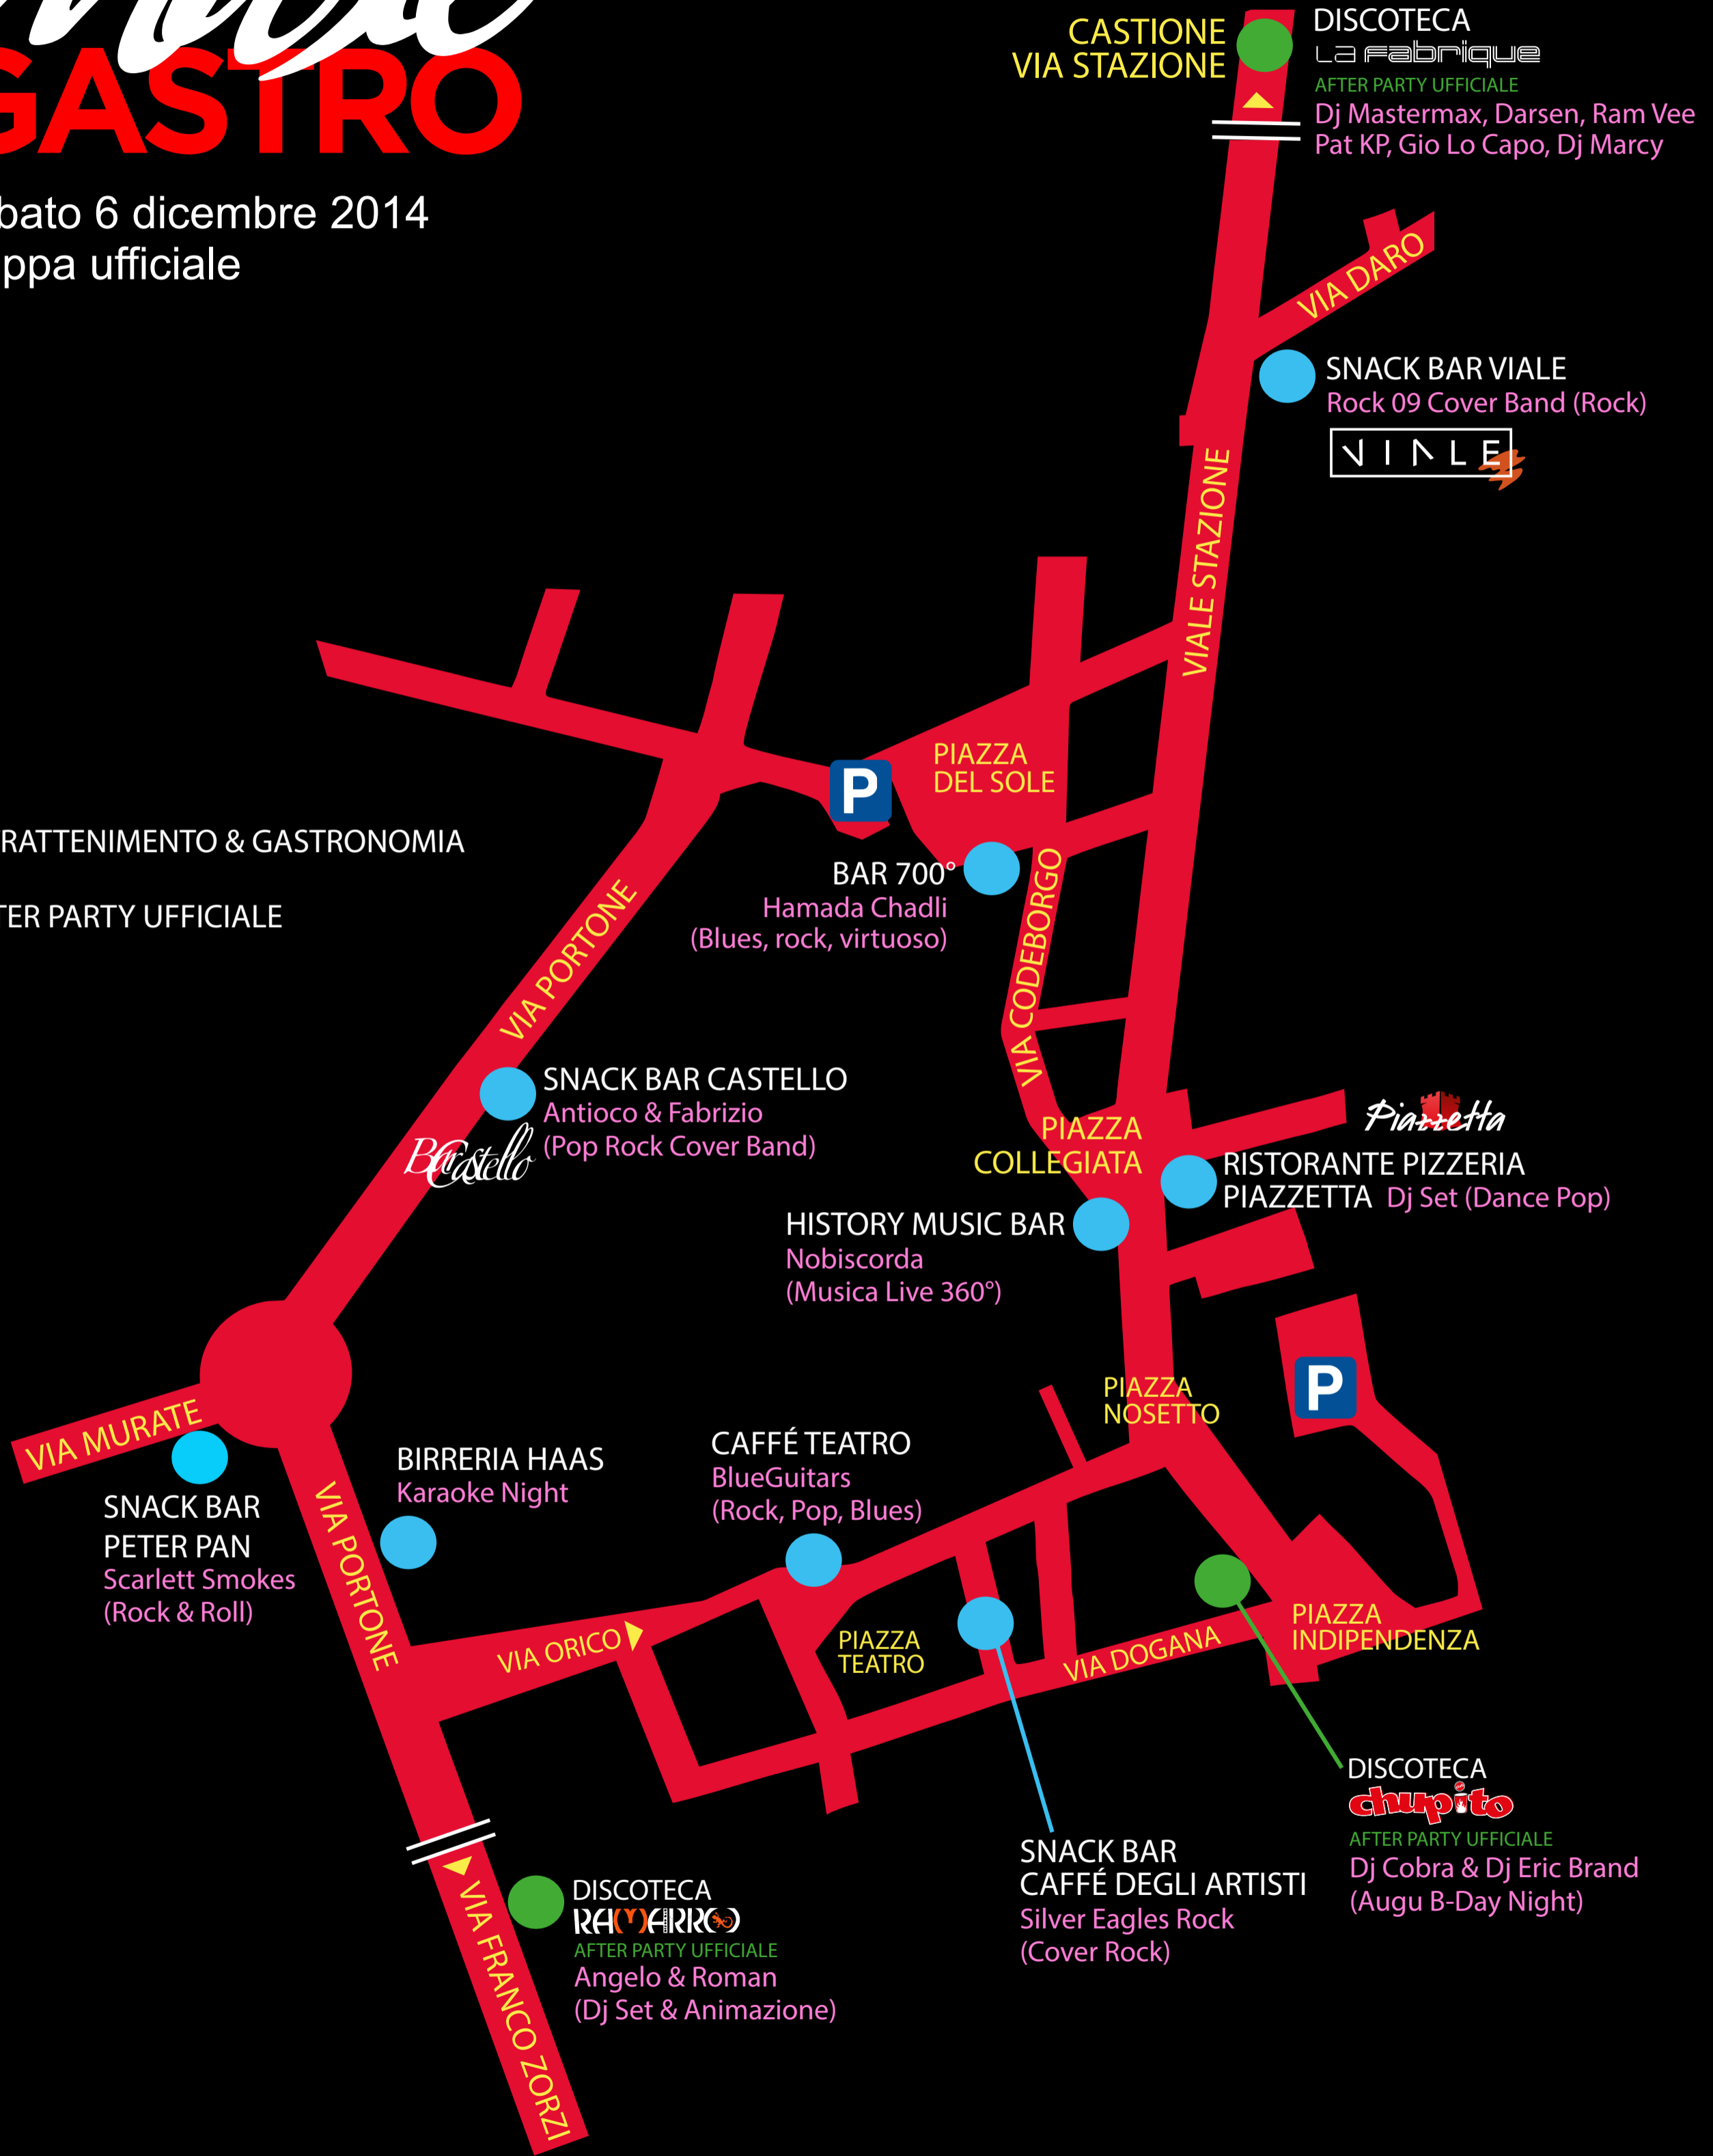 GASTRO
bato 6 dicembre 2014
ppa ufficiale
CASTIONE
VIA STAZIONE
DISCOTECA
La fabrique
AFTER PARTY UFFICIALE
Dj Mastermax, Darsen, Ram Vee
Pat KP, Gio Lo Capo, Dj Marcy
VIA DARO
SNACK BAR VIALE
Rock 09 Cover Band (Rock)
VIALE
VIALE STAZIONE
PIAZZA
DEL SOLE
P
RATTENIMENTO & GASTRONOMIA
TER PARTY UFFICIALE
BAR 700°
Hamada Chadli
(Blues, rock, virtuoso)
VIA CODEBORGO
VIA PORTONE
SNACK BAR CASTELLO
Antioco & Fabrizio
(Pop Rock Cover Band)
Bar Castello
PIAZZA
COLLEGIATA
Piazzetta
RISTORANTE PIZZERIA
PIAZZETTA Dj Set (Dance Pop)
HISTORY MUSIC BAR
Nobiscorda
(Musica Live 360°)
P
PIAZZA
NOSETTO
VIA MURATE
SNACK BAR
PETER PAN
Scarlett Smokes
(Rock & Roll)
VIA PORTONE
BIRRERIA HAAS
Karaoke Night
CAFFÉ TEATRO
BlueGuitars
(Rock, Pop, Blues)
VIA ORICO
PIAZZA
TEATRO
VIA DOGANA
PIAZZA
INDIPENDENZA
DISCOTECA
chupito
AFTER PARTY UFFICIALE
Dj Cobra & Dj Eric Brand
(Augu B-Day Night)
SNACK BAR
CAFFÉ DEGLI ARTISTI
Silver Eagles Rock
(Cover Rock)
DISCOTECA
RAMARRO
AFTER PARTY UFFICIALE
Angelo & Roman
(Dj Set & Animazione)
VIA FRANCO ZORZI